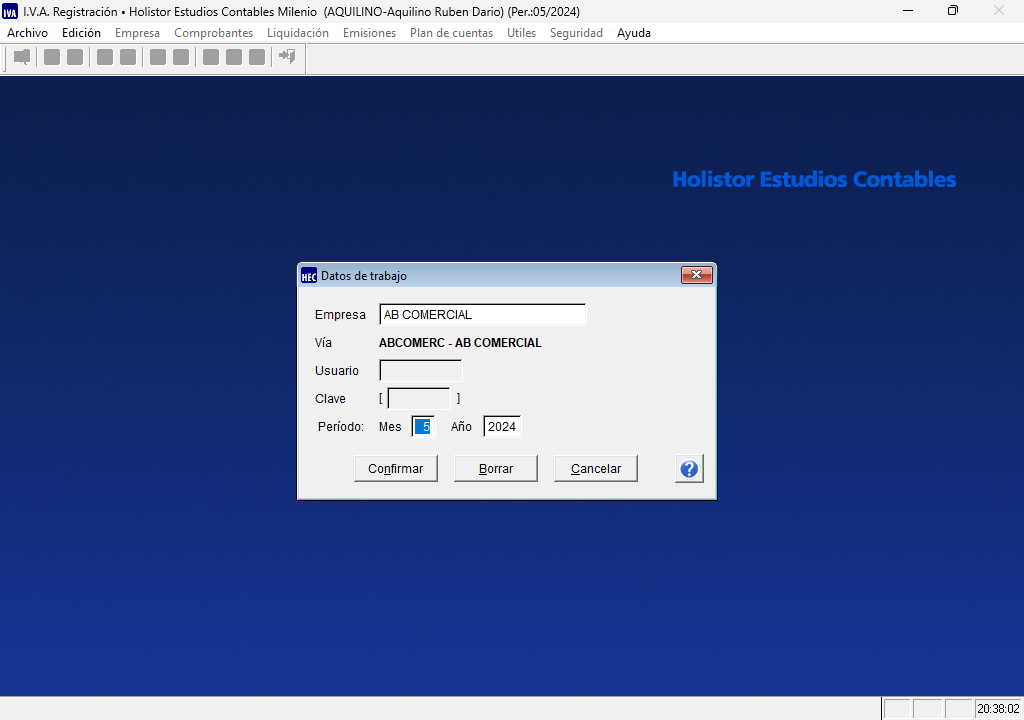 I.V.A. Registración • Holistor Estudios Contables Milenio (AQUILINO-Aquilino Ruben Dario) (Per.:05/2024)
Archivo Edición Empresa Comprobantes Liquidación Emisiones Plan de cuentas Utiles Seguridad Ayuda
Holistor Estudios Contables
HEC Datos de trabajo
Empresa AB COMERCIAL
Vía ABCOMERC - AB COMERCIAL
Usuario
Clave [ ]
Período: Mes 5 Año 2024
Confirmar Borrar Cancelar ?
20:38:02